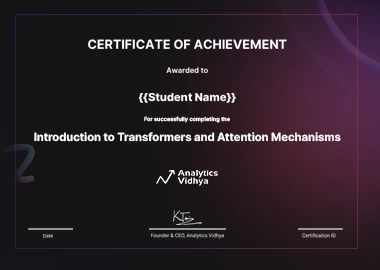 CERTIFICATE OF ACHIEVEMENT
Awarded to
{{Student Name}}
For successfully completing the
Introduction to Transformers and Attention Mechanisms
Analytics
Vidhya
Date
Founder & CEO, Analytics Vidhya
Certification ID